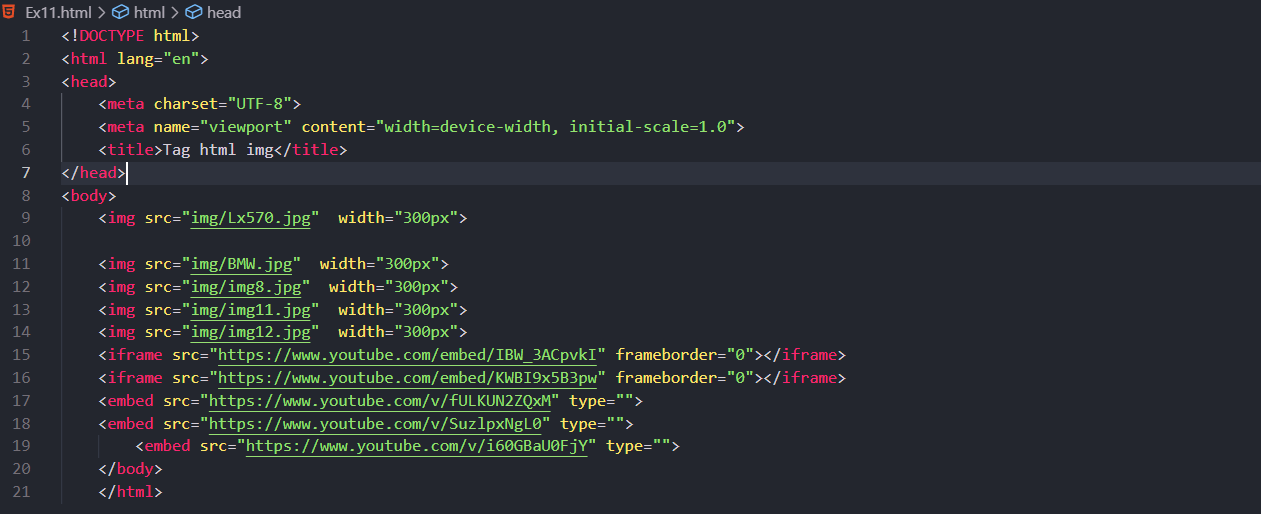 Ex11.html > html > head
1 <!DOCTYPE html>
2 <html lang="en">
3 <head>
4 <meta charset="UTF-8">
5 <meta name="viewport" content="width=device-width, initial-scale=1.0">
6 <title>Tag html img</title>
7 </head>
8 <body>
9 <img src="img/Lx570.jpg"  width="300px">
10
11 <img src="img/BMW.jpg"  width="300px">
12 <img src="img/img8.jpg"  width="300px">
13 <img src="img/img11.jpg"  width="300px">
14 <img src="img/img12.jpg"  width="300px">
15 <iframe src="https://www.youtube.com/embed/IBW_3ACpvkI" frameborder="0"></iframe>
16 <iframe src="https://www.youtube.com/embed/KWBI9x5B3pw" frameborder="0"></iframe>
17 <embed src="https://www.youtube.com/v/fULKUN2ZQxM" type="">
18 <embed src="https://www.youtube.com/v/SuzlpxNgL0" type="">
19 <embed src="https://www.youtube.com/v/i60GBaU0FjY" type="">
20 </body>
21 </html>